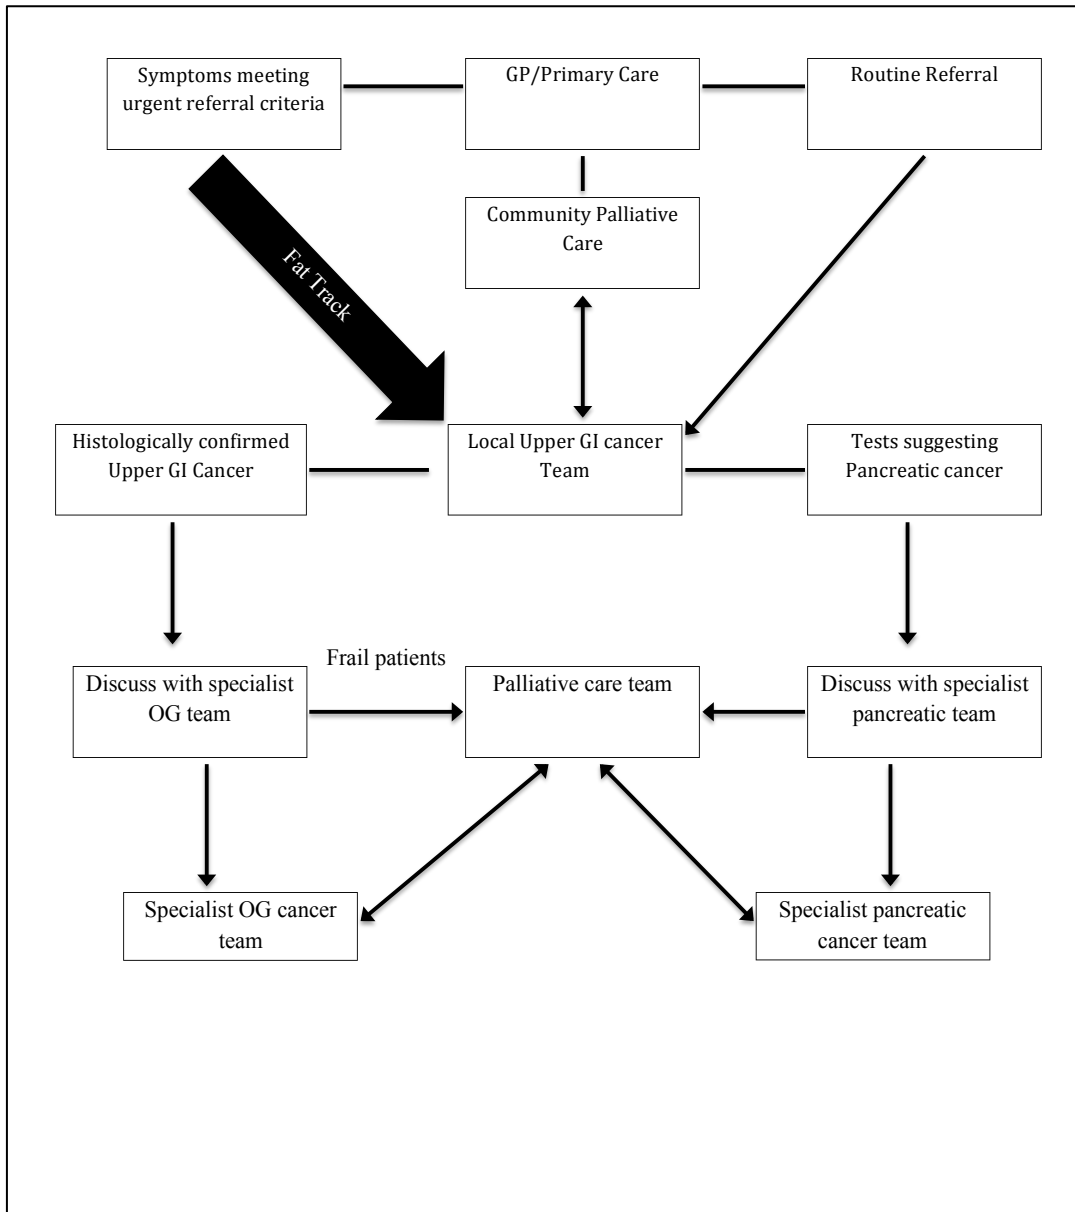 Symptoms meeting
urgent referral criteria
GP/Primary Care
Routine Referral
Community Palliative
Care
Fat Track
Histologically confirmed
Upper GI Cancer
Local Upper GI cancer
Team
Tests suggesting
Pancreatic cancer
Frail patients
Discuss with specialist
OG team
Palliative care team
Discuss with specialist
pancreatic team
Specialist OG cancer
team
Specialist pancreatic
cancer team